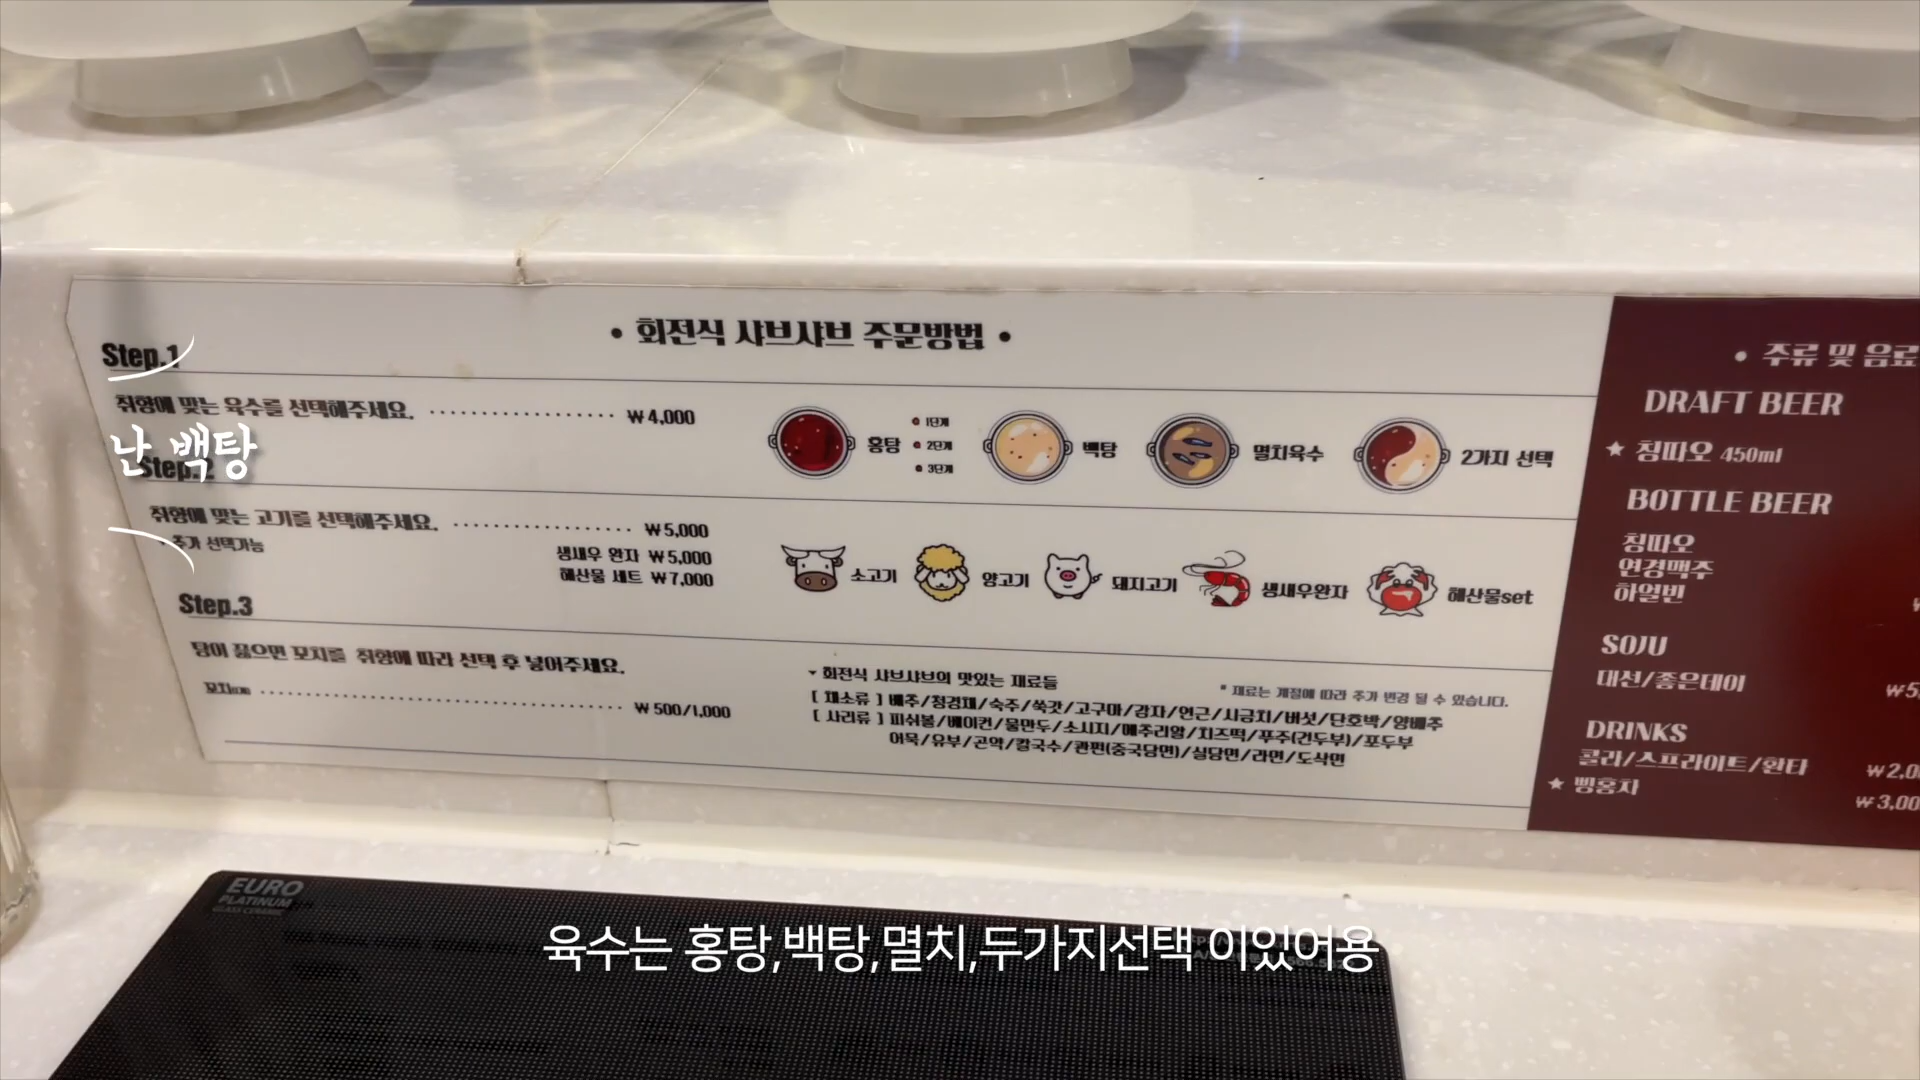 • 회전식 샤브샤브 주문방법 •
Step.1
취향에 맞는 육수를 선택해주세요. ₩4,000
홍탕
1단계
2단계
3단계
백탕
멸치육수
2가지 선택
난 백탕
Step.2
취향에 맞는 고기를 선택해주세요. ₩5,000
* 추가 선택가능
생새우 완자 ₩5,000
해산물 세트 ₩7,000
소고기
양고기
돼지고기
생새우완자
해산물set
Step.3
탕이 끓으면 꼬치를 취향에 따라 선택 후 넣어주세요.
₩500/1,000
회전식 샤브샤브의 맛있는 재료들
* 재료는 계절에 따라 추가 변경 될 수 있습니다.
[ 채소류 ] 배추/청경채/숙주/쑥갓/고구마/감자/연근/시금치/버섯/단호박/양배추
[ 사리류 ] 피쉬볼/베이컨/물만두/소시지/메추리알/치즈떡/푸주(건두부)/포두부
어묵/유부/곤약/칼국수/콴펀(중국당면)/실당면/라면/도삭면
• 주류 및 음료
DRAFT BEER
★ 칭따오 450ml
BOTTLE BEER
칭따오
연경맥주
하얼빈
SOJU
대선/좋은데이
DRINKS
콜라/스프라이트/환타
★ 삥홍차
EURO
PLATINUM
GLASS CERAMIC
육수는 홍탕,백탕,멸치,두가지선택 이있어용